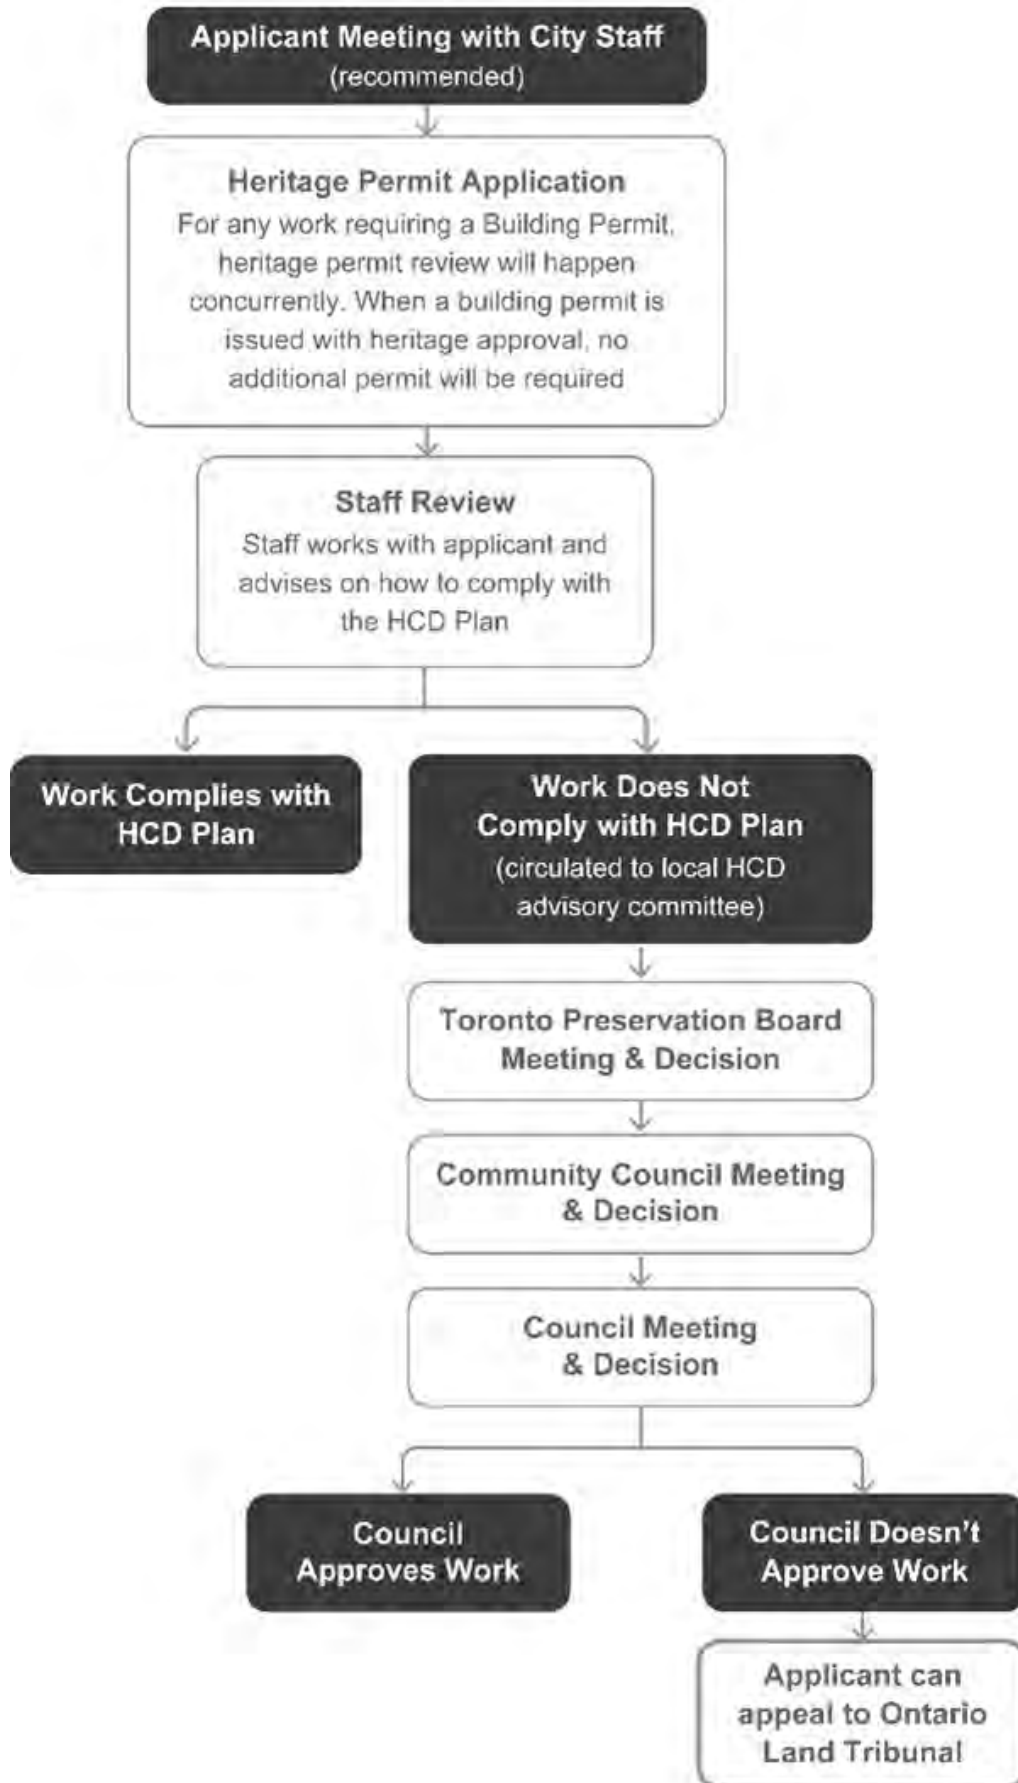 Applicant Meeting with City Staff
(recommended)
Heritage Permit Application
For any work requiring a Building Permit,
heritage permit review will happen
concurrently. When a building permit is
issued with heritage approval, no
additional permit will be required
Staff Review
Staff works with applicant and
advises on how to comply with
the HCD Plan
Work Complies with
HCD Plan
Work Does Not
Comply with HCD Plan
(circulated to local HCD
advisory committee)
Toronto Preservation Board
Meeting & Decision
Community Council Meeting
& Decision
Council Meeting
& Decision
Council
Approves Work
Council Doesn't
Approve Work
Applicant can
appeal to Ontario
Land Tribunal